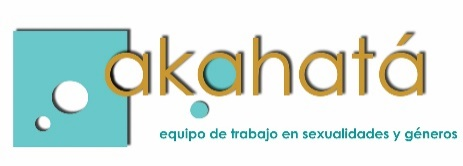 akahatá
equipo de trabajo en sexualidades y géneros